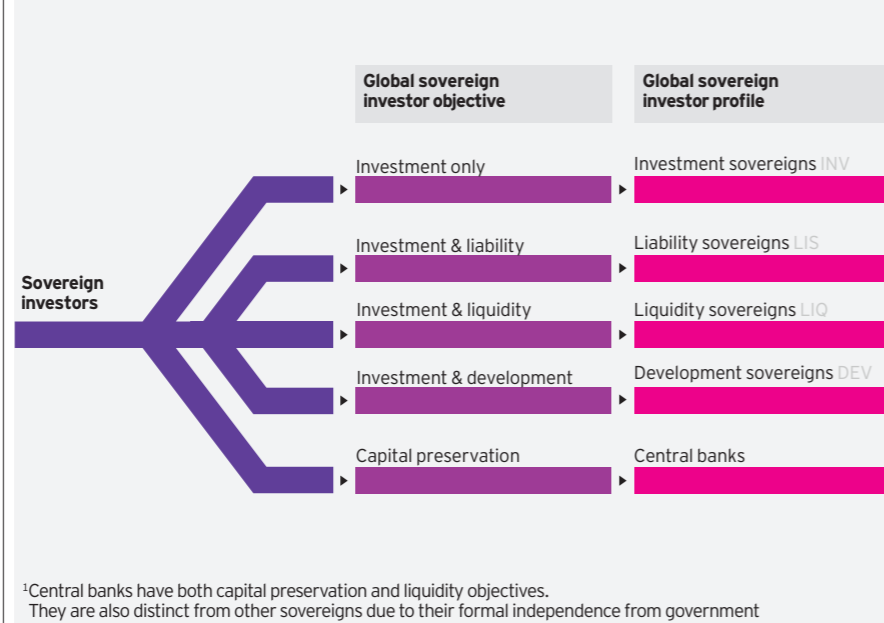 Global sovereign
investor objective
Global sovereign
investor profile
Sovereign
investors
Investment only
Investment sovereigns INV
Investment & liability
Liability sovereigns LIS
Investment & liquidity
Liquidity sovereigns LIQ
Investment & development
Development sovereigns DEV
Capital preservation
Central banks
¹Central banks have both capital preservation and liquidity objectives.
They are also distinct from other sovereigns due to their formal independence from government